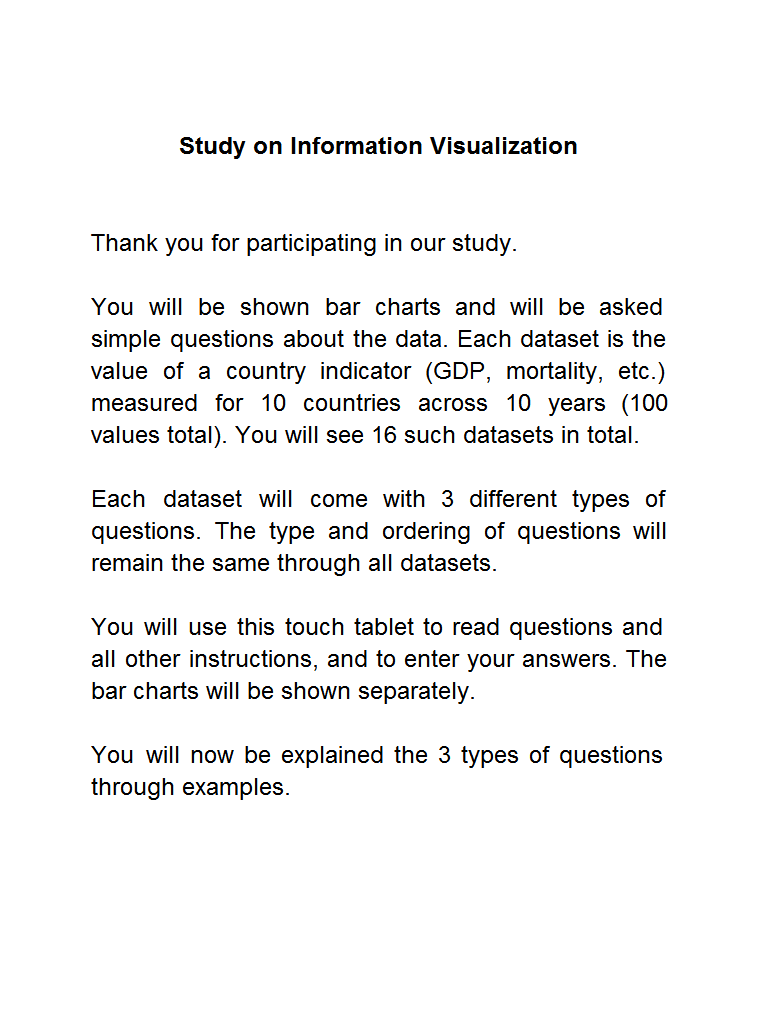 Study on Information Visualization
Thank you for participating in our study.
You will be shown bar charts and will be asked
simple questions about the data. Each dataset is the
value of a country indicator (GDP, mortality, etc.)
measured for 10 countries across 10 years (100
values total). You will see 16 such datasets in total.
Each dataset will come with 3 different types of
questions. The type and ordering of questions will
remain the same through all datasets.
You will use this touch tablet to read questions and
all other instructions, and to enter your answers. The
bar charts will be shown separately.
You will now be explained the 3 types of questions
through examples.